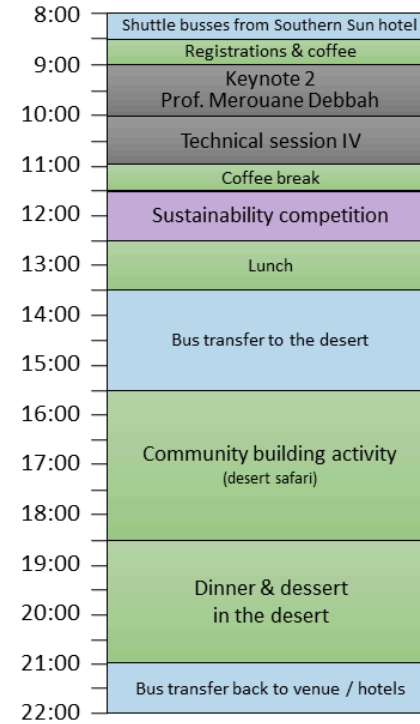 8:00
Shuttle busses from Southern Sun hotel
Registrations & coffee
9:00
Keynote 2
Prof. Merouane Debbah
10:00
Technical session IV
11:00
Coffee break
12:00
Sustainability competition
13:00
Lunch
14:00
Bus transfer to the desert
15:00
16:00
Community building activity
17:00
(desert safari)
18:00
19:00
Dinner & dessert
in the desert
20:00
21:00
Bus transfer back to venue / hotels
22:00